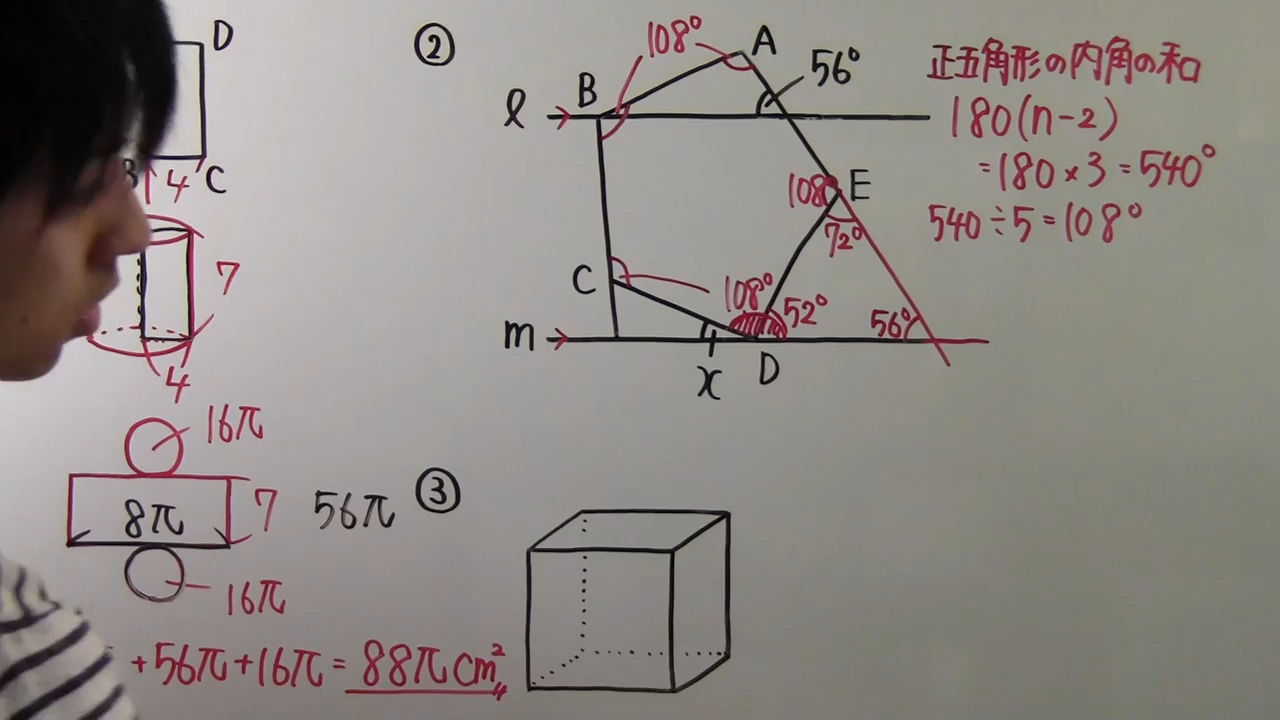 D
B
C
4
7
4
16π
8π
7
56π
16π
+56π+16π=88πcm²
②
108°
A
56°
B
ℓ
108
E
72°
C
108°
52°
56°
m
x
D
正五角形の内角の和
180(n-2)
=180×3=540°
540÷5=108°
③